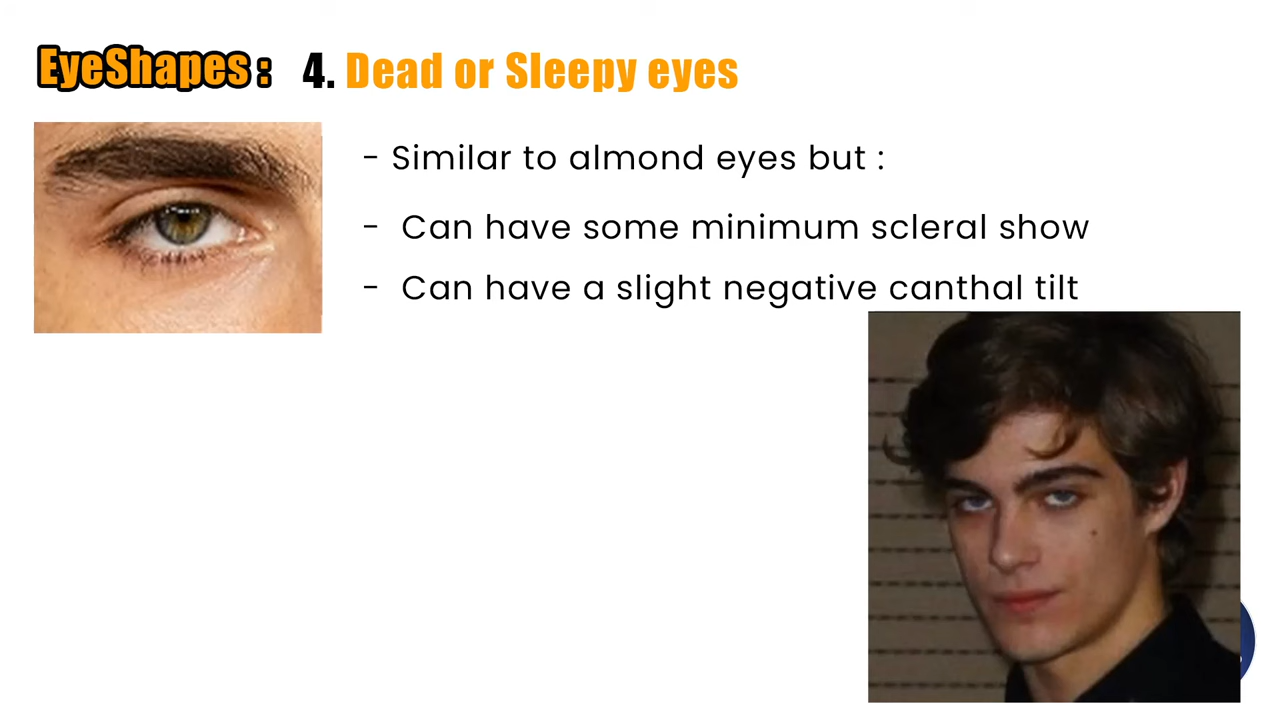 EyeShapes : 4. Dead or Sleepy eyes
- Similar to almond eyes but :
- Can have some minimum scleral show
- Can have a slight negative canthal tilt